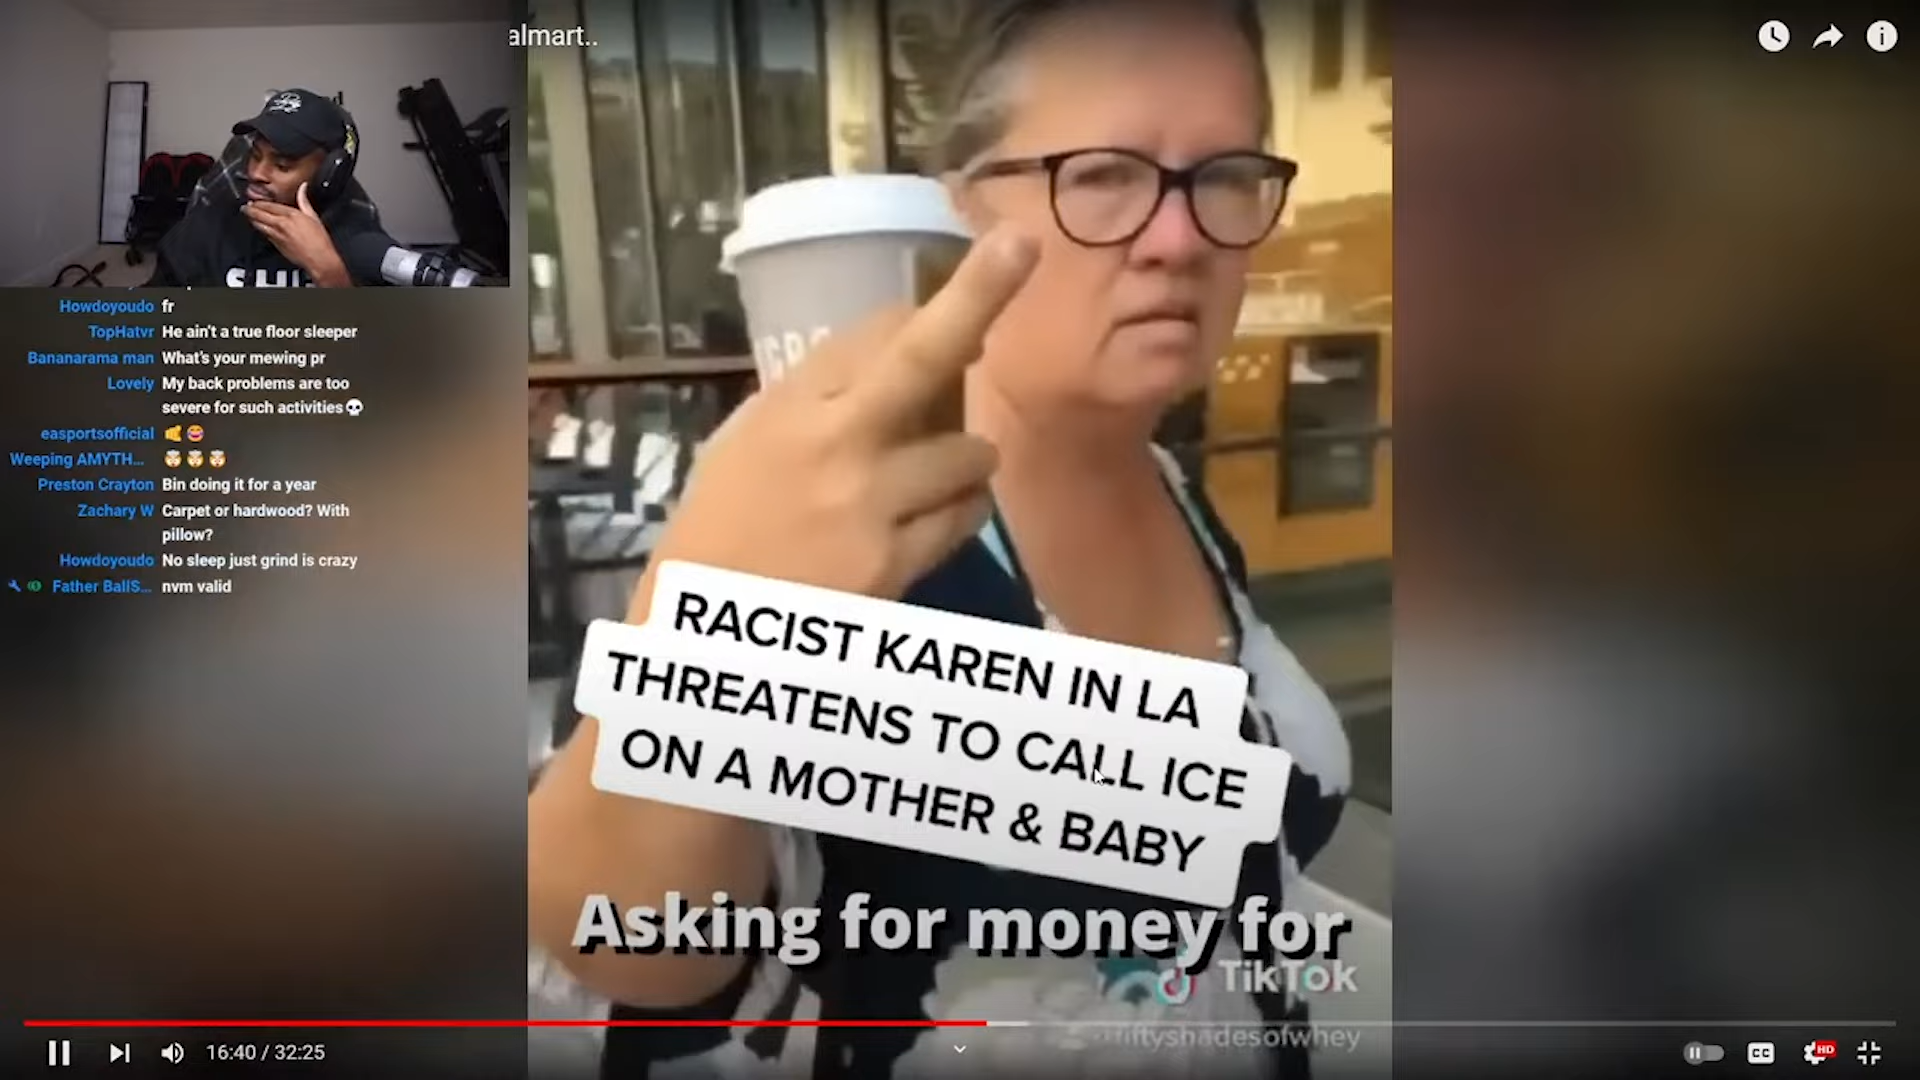 almart..
Howdoyoudo fr
TopHatvr He ain't a true floor sleeper
Bananarama man What's your mewing pr
Lovely My back problems are too
severe for such activities💀
easportsofficial
Weeping AMYTH...
Preston Crayton Bin doing it for a year
Zachary W Carpet or hardwood? With
pillow?
Howdoyoudo No sleep just grind is crazy
Father BallS... nvm valid
RACIST KAREN IN LA
THREATENS TO CALL ICE
ON A MOTHER & BABY
Asking for money for
TikTok
fiftyshadesofwhey
16:40 / 32:25
CC
HD